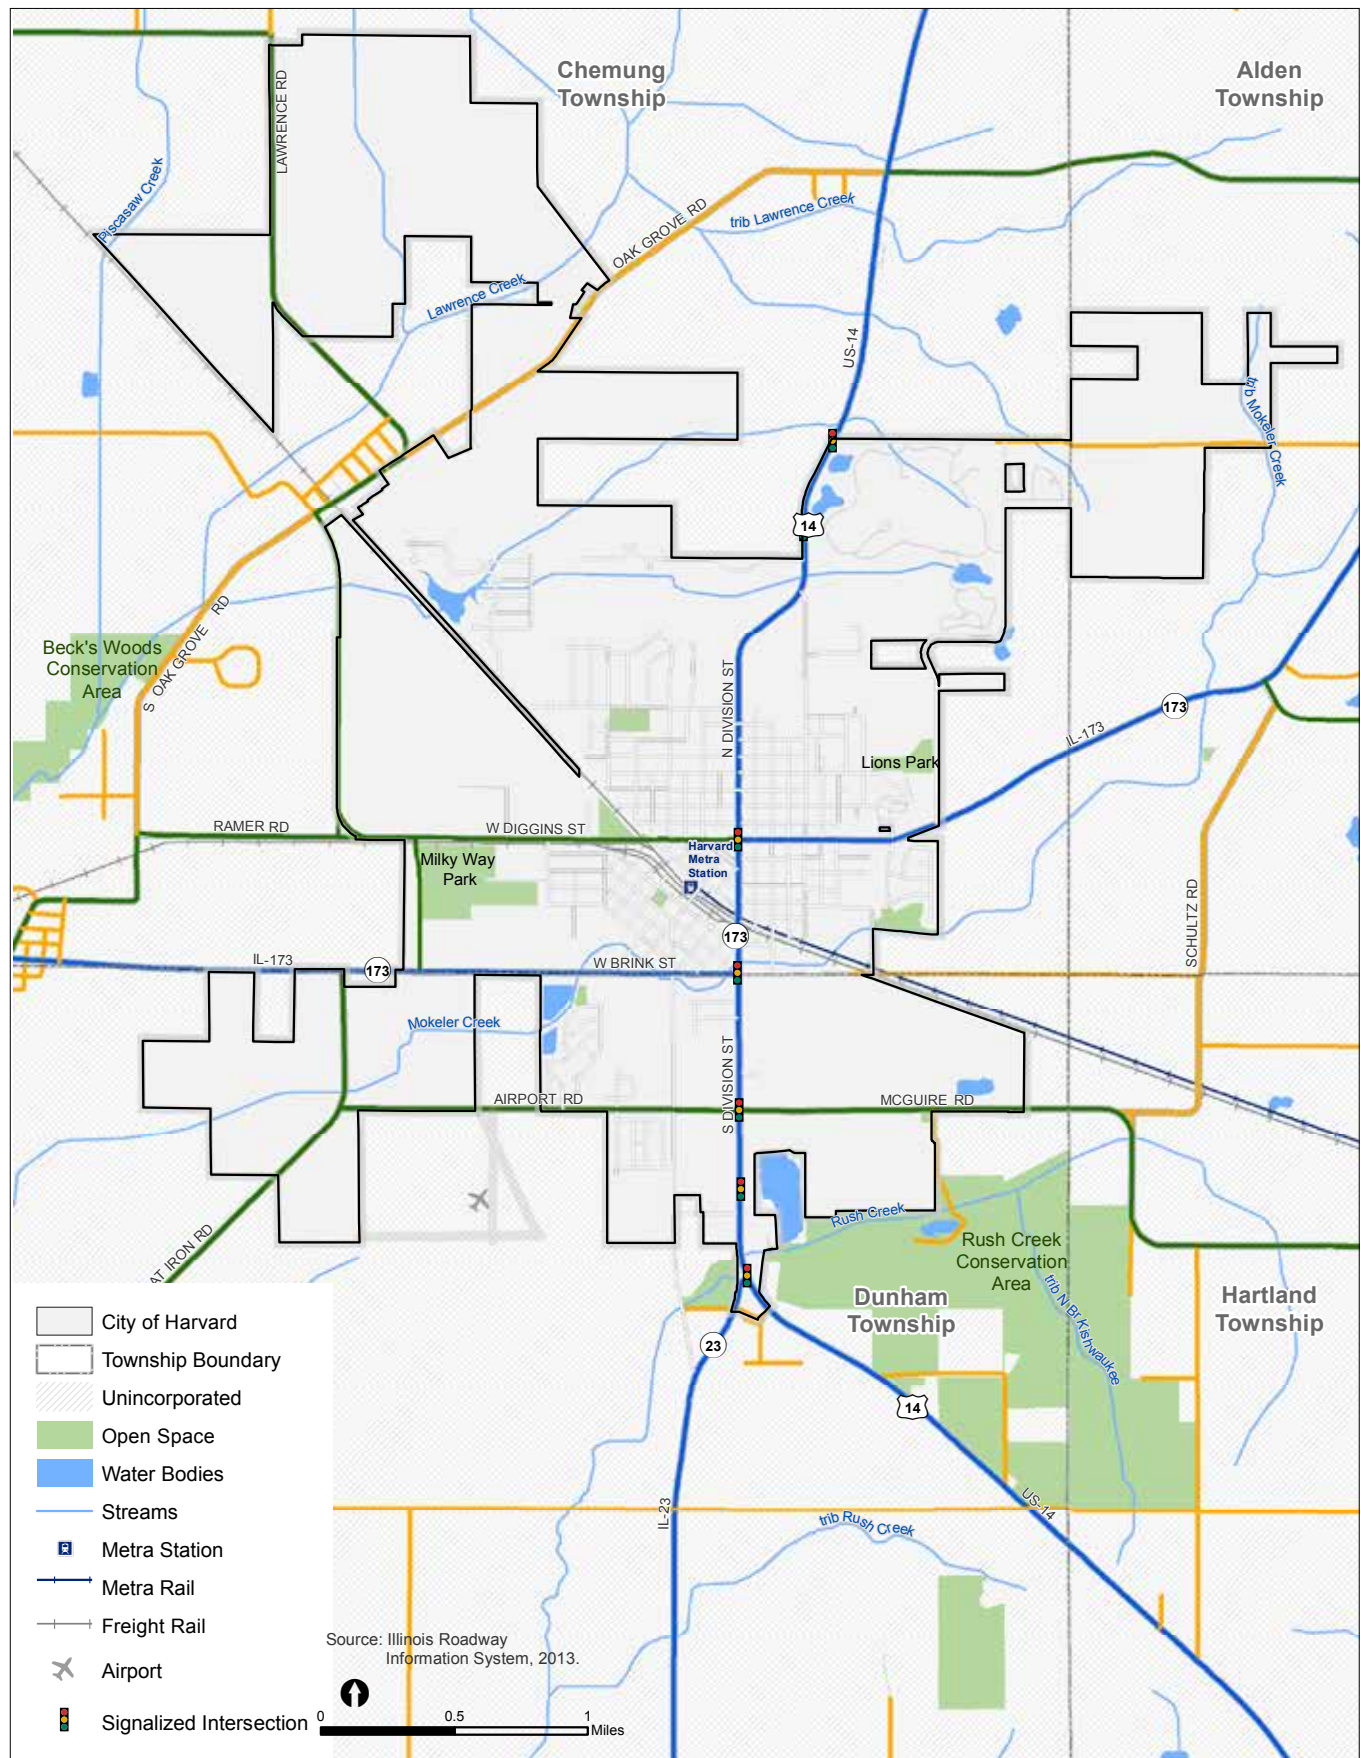 Chemung
Township
Alden
Township
LAWRENCE RD
Piscasaw Creek
trib Lawrence Creek
OAK GROVE RD
Lawrence Creek
US-14
trib Mokeler Creek
14
Beck's Woods
Conservation
Area
S OAK GROVE RD
N DIVISION ST
173
IL-173
Lions Park
RAMER RD
W DIGGINS ST
Harvard
Metra
Station
Milky Way
Park
SCHULTZ RD
173
IL-173
173
W BRINK ST
Mokeler Creek
S DIVISION ST
AIRPORT RD
MCGUIRE RD
Rush Creek
Rush Creek
Conservation
Area
AT IRON RD
trib N Br Kishwaukee
Dunham
Township
Hartland
Township
23
14
IL-23
US-14
trib Rush Creek
City of Harvard
Township Boundary
Unincorporated
Open Space
Water Bodies
Streams
Metra Station
Metra Rail
Freight Rail
Airport
Signalized Intersection
Source: Illinois Roadway
Information System, 2013.
0 0.5 1
Miles